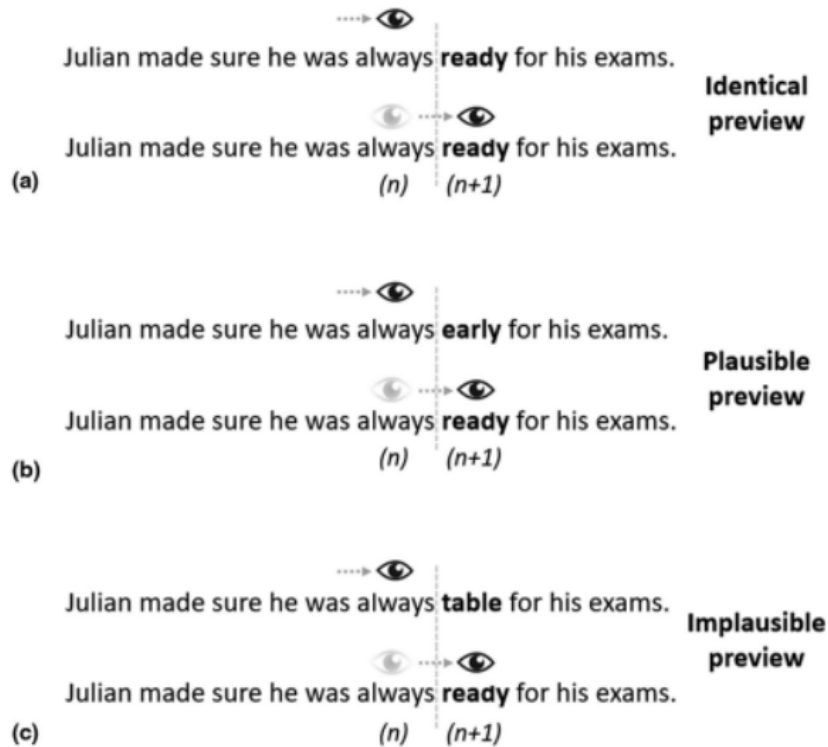 Julian made sure he was always ready for his exams.
Identical
preview
Julian made sure he was always ready for his exams.
(a)
(n) (n+1)
Julian made sure he was always early for his exams.
Plausible
preview
Julian made sure he was always ready for his exams.
(n) (n+1)
(b)
Julian made sure he was always table for his exams.
Implausible
preview
Julian made sure he was always ready for his exams.
(c)
(n) (n+1)